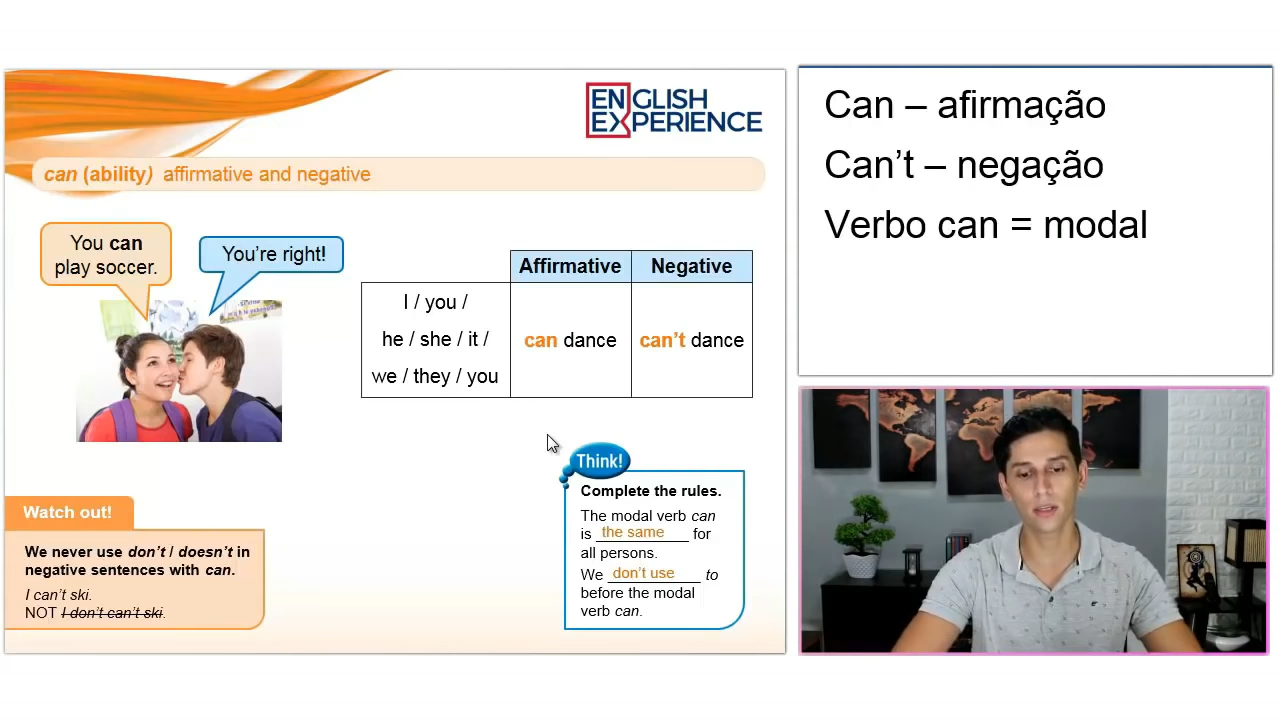 ENGLISH
EXPERIENCE
can (ability) affirmative and negative
You can
play soccer.
You're right!
Affirmative
Negative
I / you /
he / she / it /
we / they / you
can dance
can't dance
Watch out!
We never use don't / doesn't in
negative sentences with can.
I can't ski.
NOT I don't can't ski.
Think!
Complete the rules.
The modal verb can
is the same for
all persons.
We don't use to
before the modal
verb can.
Can – afirmação
Can't – negação
Verbo can = modal